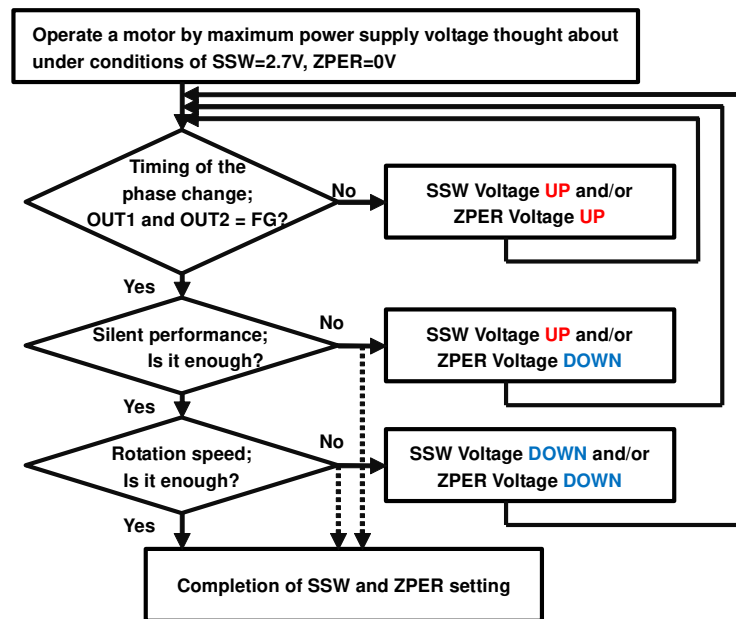 Operate a motor by maximum power supply voltage thought about
under conditions of SSW=2.7V, ZPER=0V
Timing of the
phase change;
OUT1 and OUT2 = FG?
No
SSW Voltage UP and/or
ZPER Voltage UP
Yes
Silent performance;
Is it enough?
No
SSW Voltage UP and/or
ZPER Voltage DOWN
Yes
Rotation speed;
Is it enough?
No
SSW Voltage DOWN and/or
ZPER Voltage DOWN
Yes
Completion of SSW and ZPER setting